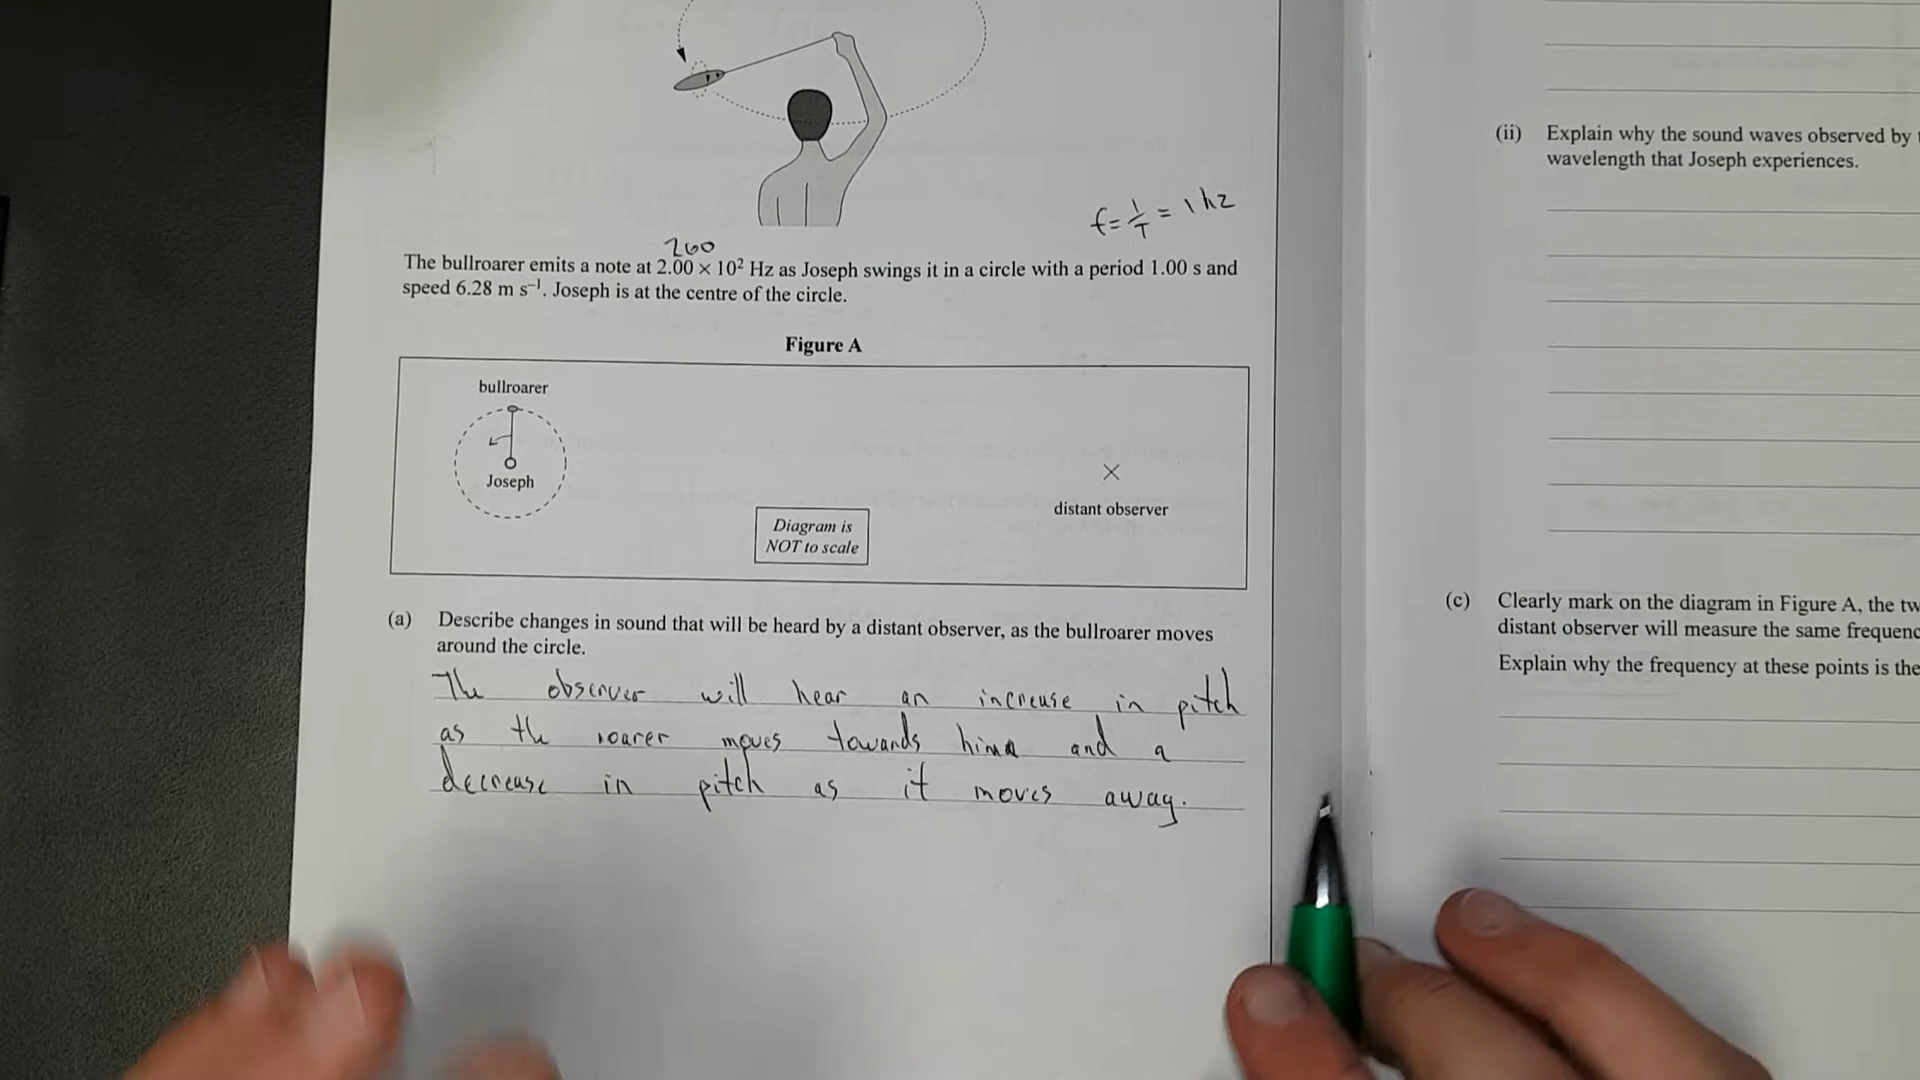 f = 1/T = 1 hz
200
The bullroarer emits a note at 2.00 × 10² Hz as Joseph swings it in a circle with a period 1.00 s and
speed 6.28 m s⁻¹. Joseph is at the centre of the circle.
Figure A
bullroarer
Joseph
Diagram is
NOT to scale
distant observer
(a) Describe changes in sound that will be heard by a distant observer, as the bullroarer moves
around the circle.
The observer will hear an increase in pitch
as the roarer moves towards him and a
decrease in pitch as it moves away.
(ii) Explain why the sound waves observed by
wavelength that Joseph experiences.
(c) Clearly mark on the diagram in Figure A, the
distant observer will measure the same
Explain why the frequency at these points is the